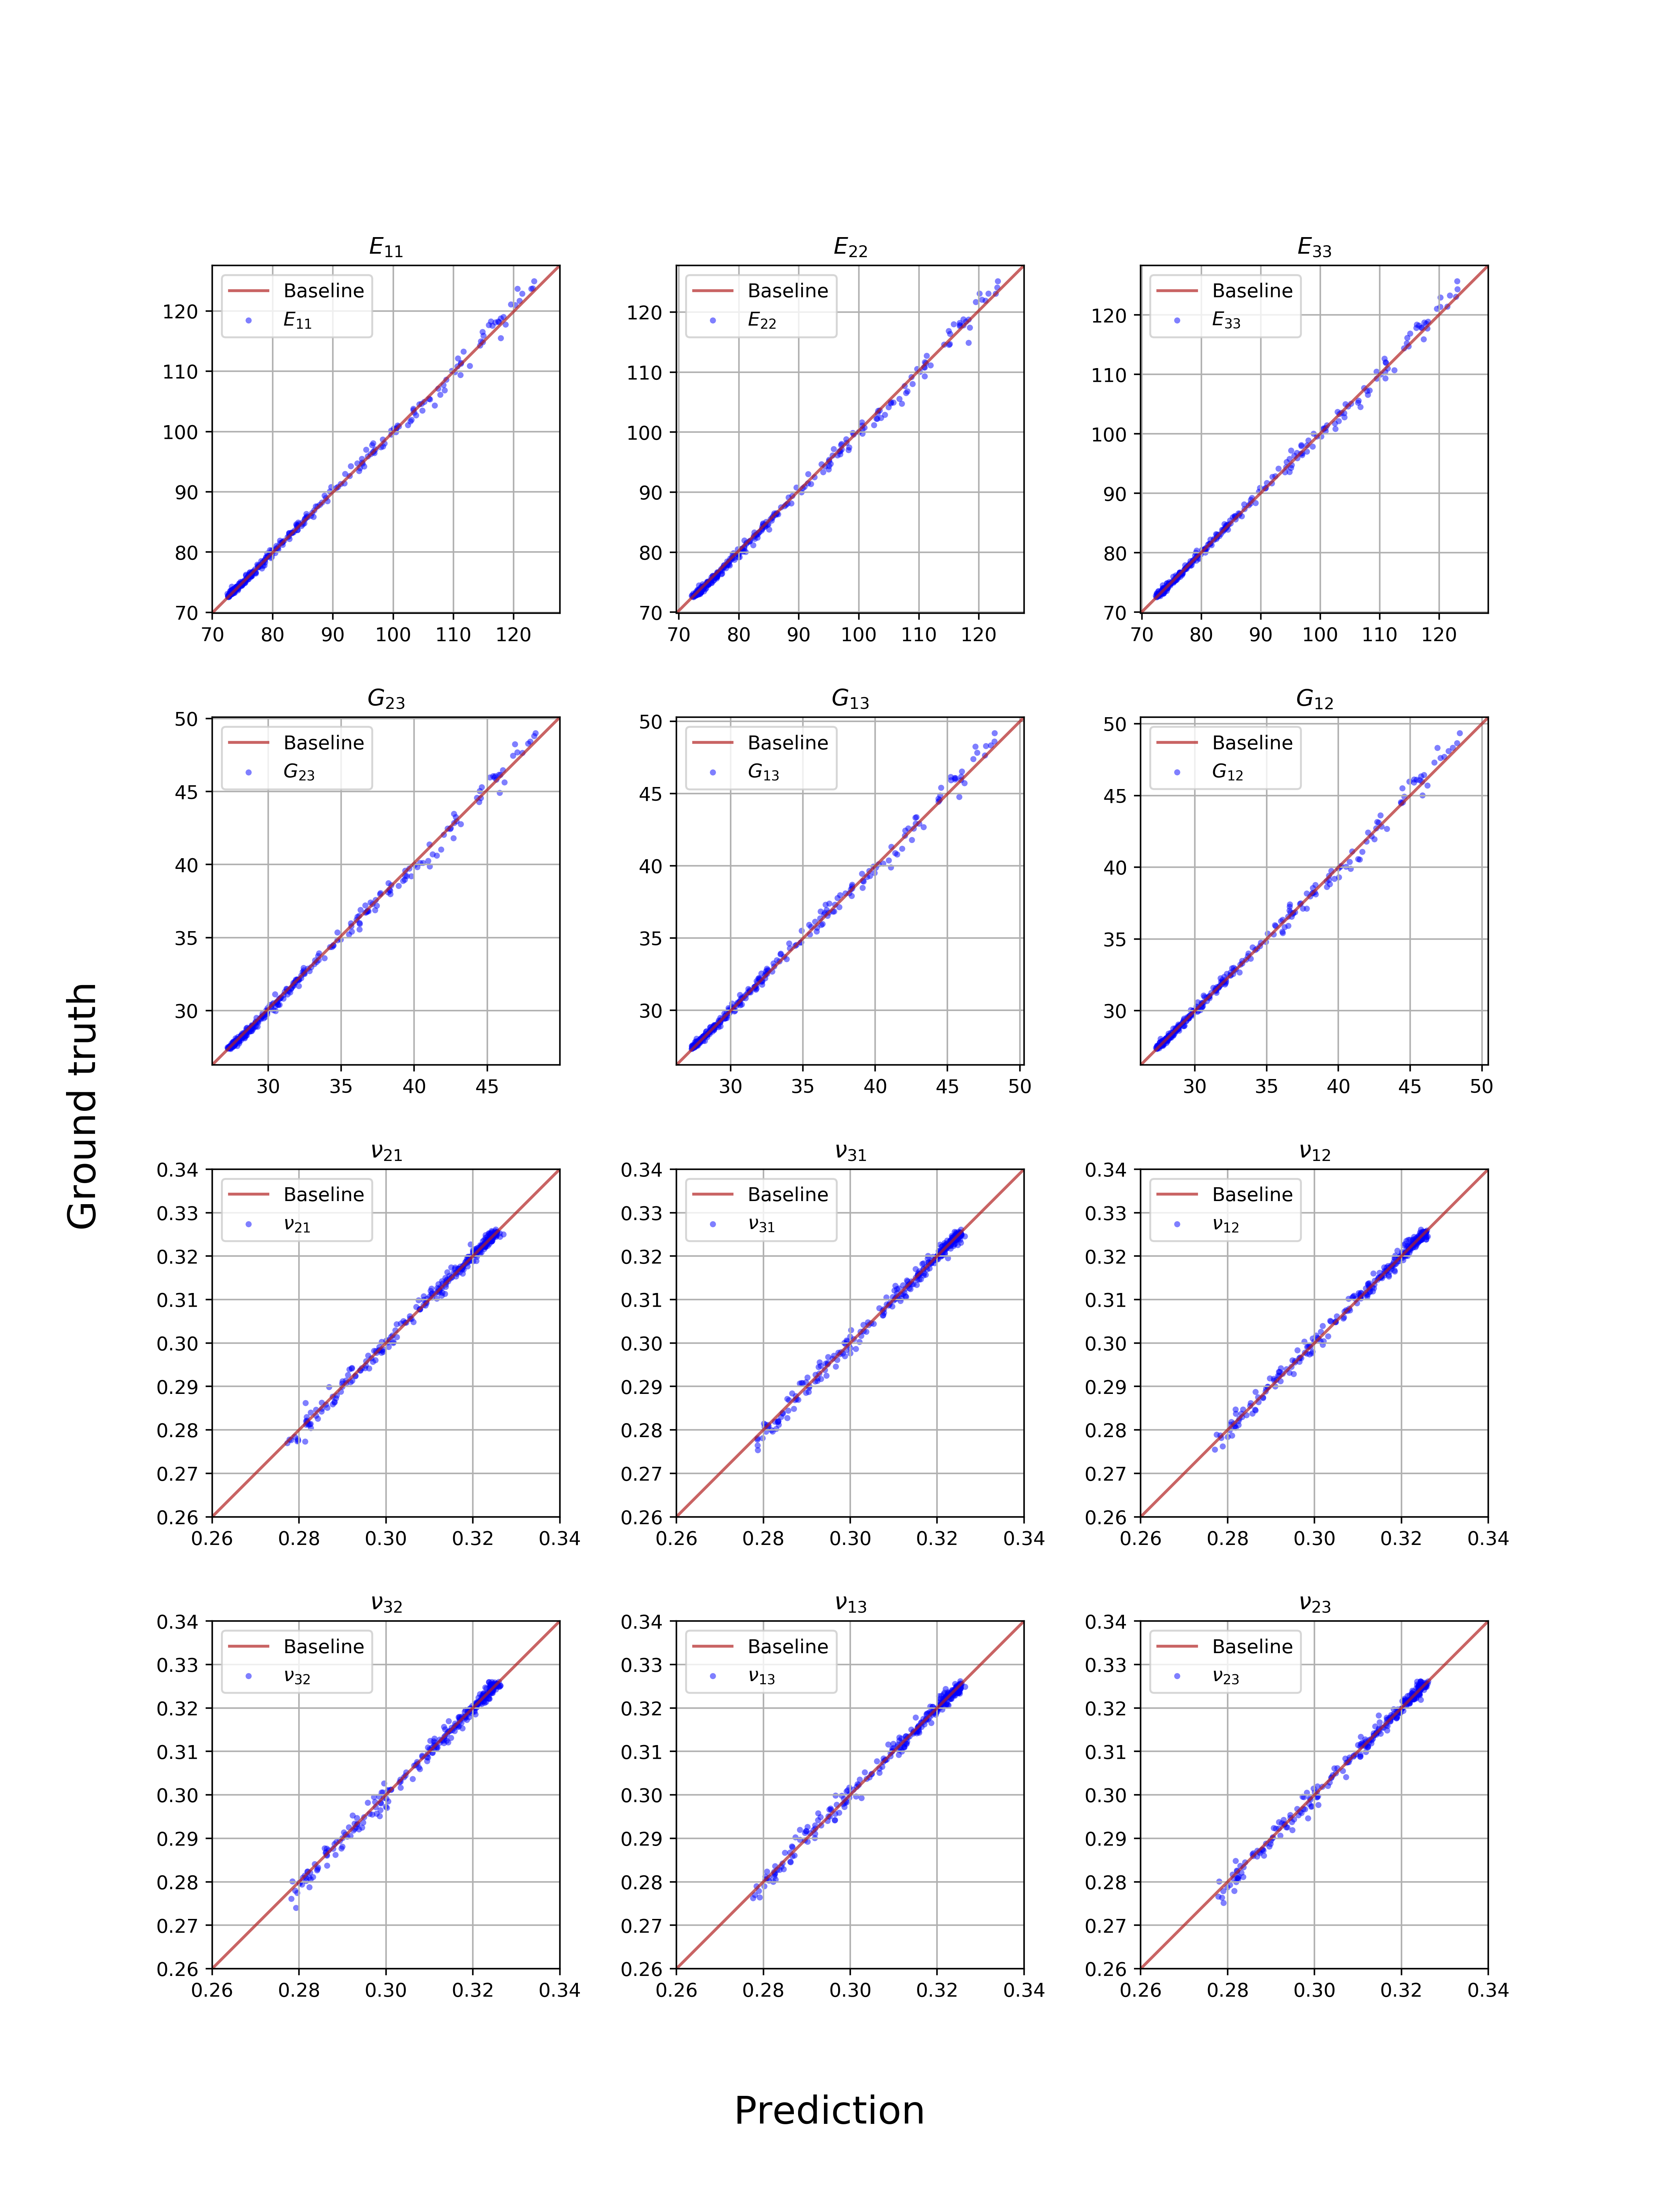 E11 E22 E33
Baseline Baseline Baseline
E11 E22 E33
120 120 120
110 110 110
100 100 100
90 90 90
80 80 80
70 70 70
70 80 90 100 110 120 70 80 90 100 110 120 70 80 90 100 110 120
G23 G13 G12
50 50 50
Baseline Baseline Baseline
G23 G13 G12
45 45 45
40 40 40
35 35 35
30 30 30
30 35 40 45 30 35 40 45 50 30 35 40 45 50
Ground truth
ν21 ν31 ν12
0.34 0.34 0.34
Baseline Baseline Baseline
0.33 0.33 0.33
ν21 ν31 ν12
0.32 0.32 0.32
0.31 0.31 0.31
0.30 0.30 0.30
0.29 0.29 0.29
0.28 0.28 0.28
0.27 0.27 0.27
0.26 0.26 0.26
0.26 0.28 0.30 0.32 0.34 0.26 0.28 0.30 0.32 0.34 0.26 0.28 0.30 0.32 0.34
ν32 ν13 ν23
0.34 0.34 0.34
Baseline Baseline Baseline
0.33 0.33 0.33
ν32 ν13 ν23
0.32 0.32 0.32
0.31 0.31 0.31
0.30 0.30 0.30
0.29 0.29 0.29
0.28 0.28 0.28
0.27 0.27 0.27
0.26 0.26 0.26
0.26 0.28 0.30 0.32 0.34 0.26 0.28 0.30 0.32 0.34 0.26 0.28 0.30 0.32 0.34
Prediction